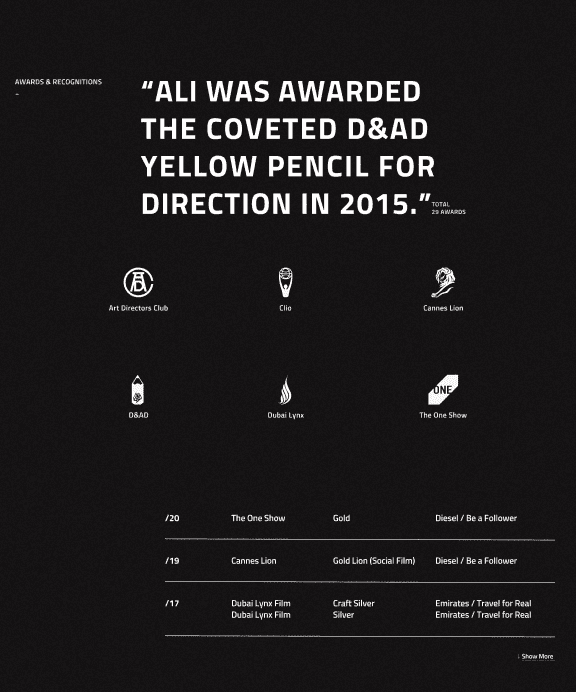 AWARDS & RECOGNITIONS
–
“ALI WAS AWARDED
THE COVETED D&AD
YELLOW PENCIL FOR
DIRECTION IN 2015.”
TOTAL
29 AWARDS
Art Directors Club
Clio
Cannes Lion
D&AD
Dubai Lynx
ONE
The One Show
/20 The One Show Gold Diesel / Be a Follower
/19 Cannes Lion Gold Lion (Social Film) Diesel / Be a Follower
/17 Dubai Lynx Film Craft Silver Emirates / Travel for Real
Dubai Lynx Film Silver Emirates / Travel for Real
↓ Show More